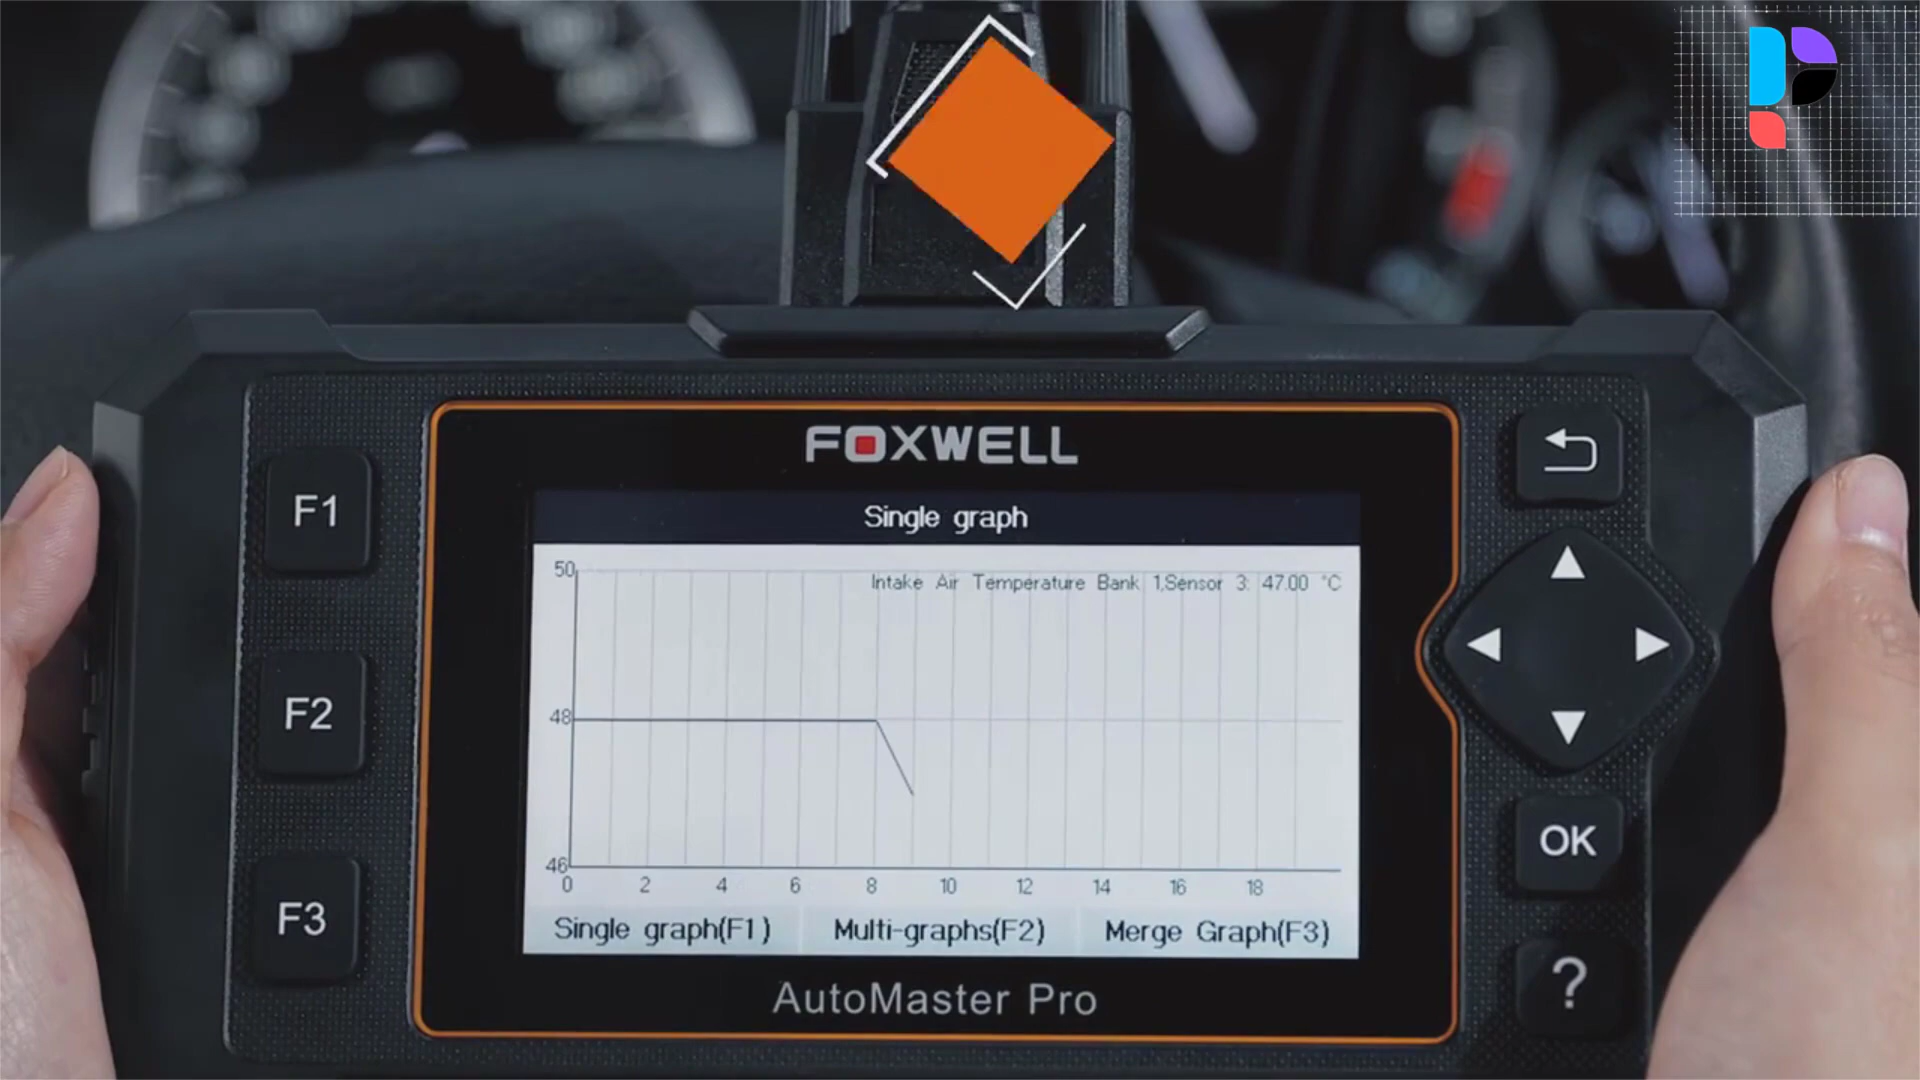 FOXWELL
Single graph
Intake Air Temperature Bank 1,Sensor 3: 47.00 °C
50
48
46
0 2 4 6 8 10 12 14 16 18
Single graph(F1) Multi-graphs(F2) Merge Graph(F3)
AutoMaster Pro
F1
F2
F3
OK
?